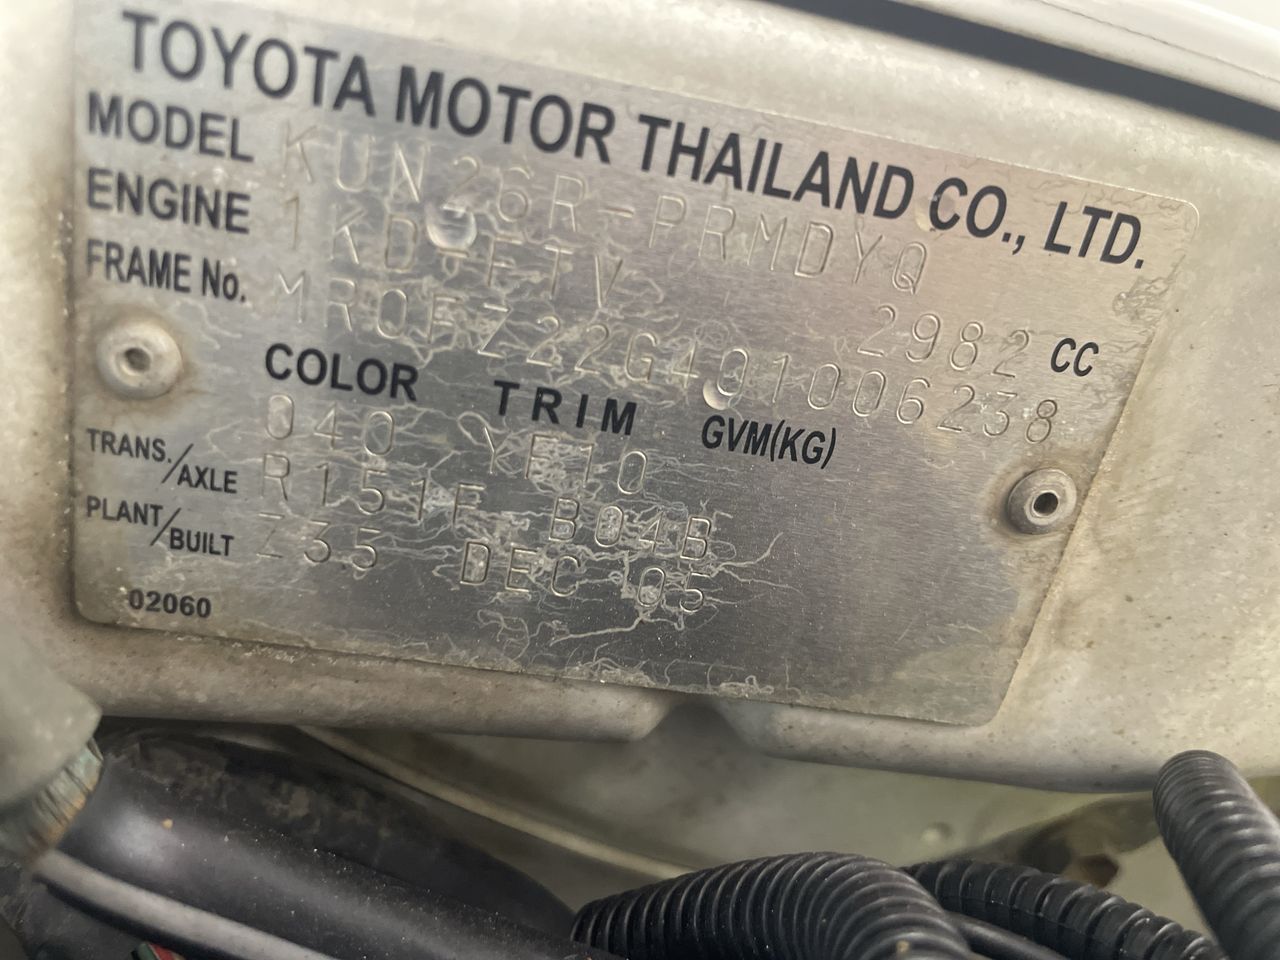 TOYOTA MOTOR THAILAND CO., LTD.
MODEL KUN26R-PRMDYQ
ENGINE 1KD-FTV 2982 CC
FRAME No. MR0FZ22G401006238
COLOR TRIM GVM(KG)
040 YF10
TRANS./AXLE R151F B04B
PLANT/BUILT Z35 DEC 05
02060